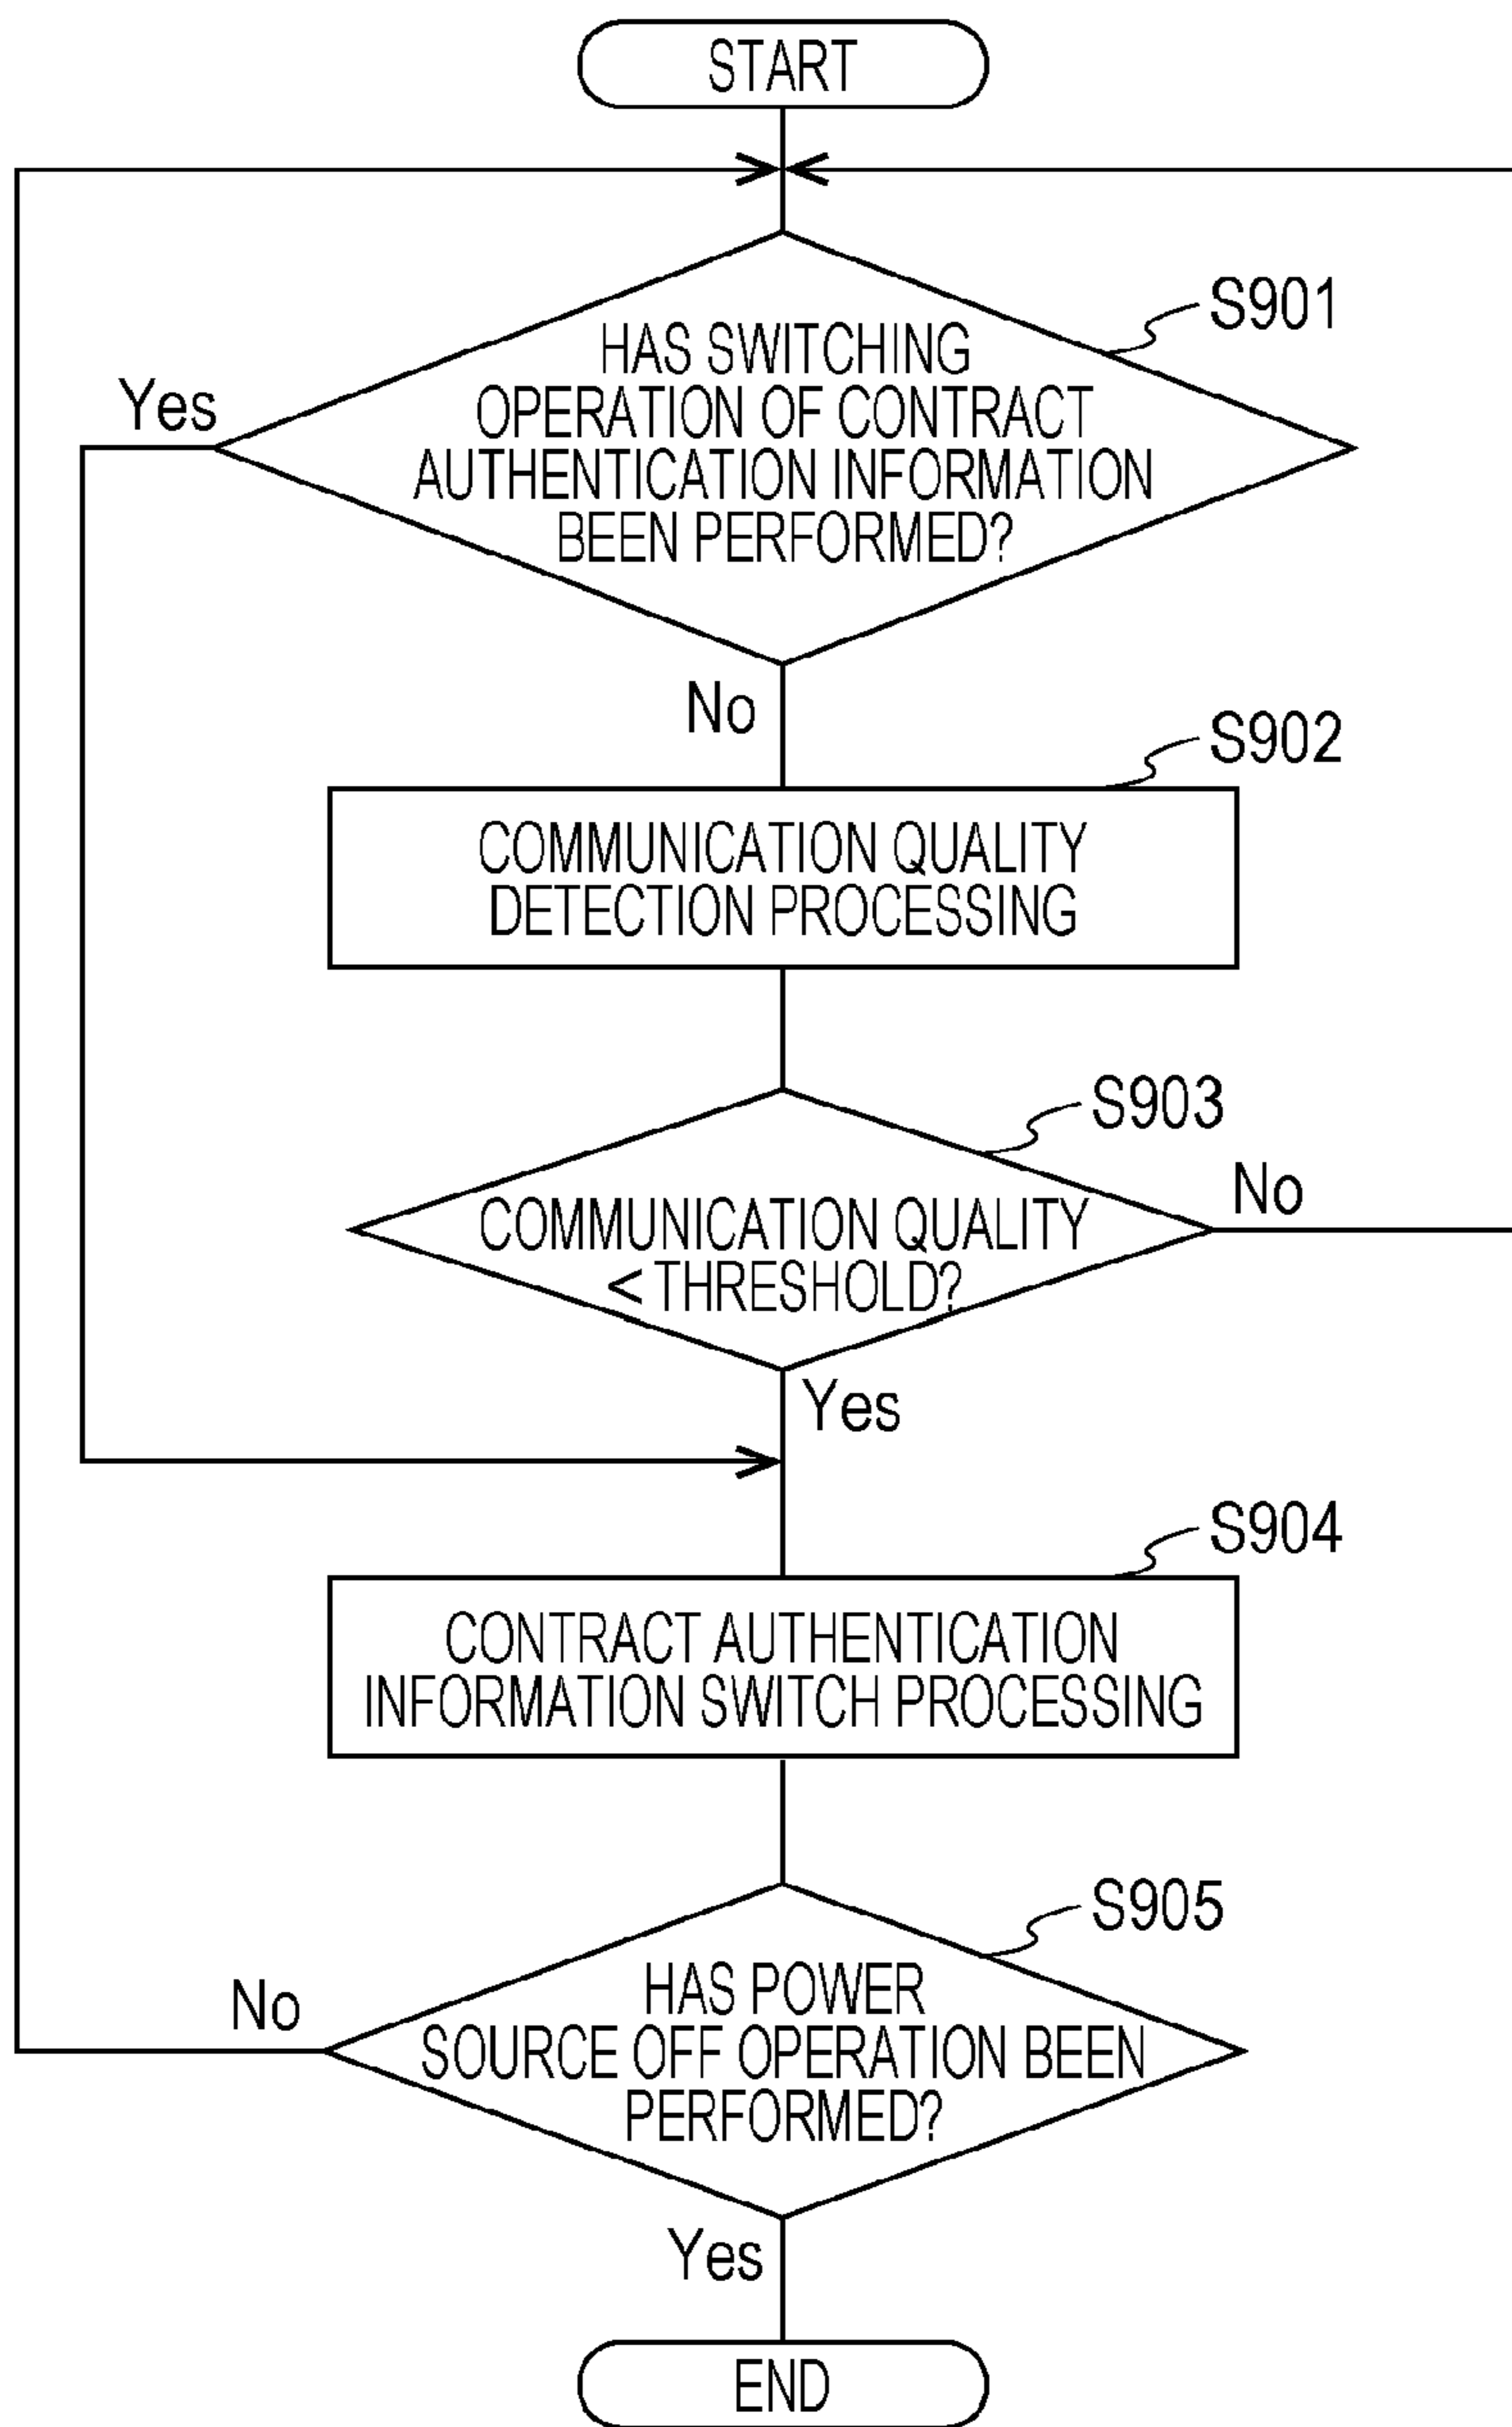 START
S901
HAS SWITCHING
OPERATION OF CONTRACT
AUTHENTICATION INFORMATION
BEEN PERFORMED?
Yes
No
S902
COMMUNICATION QUALITY
DETECTION PROCESSING
S903
COMMUNICATION QUALITY
< THRESHOLD?
No
Yes
S904
CONTRACT AUTHENTICATION
INFORMATION SWITCH PROCESSING
S905
HAS POWER
SOURCE OFF OPERATION BEEN
PERFORMED?
No
Yes
END